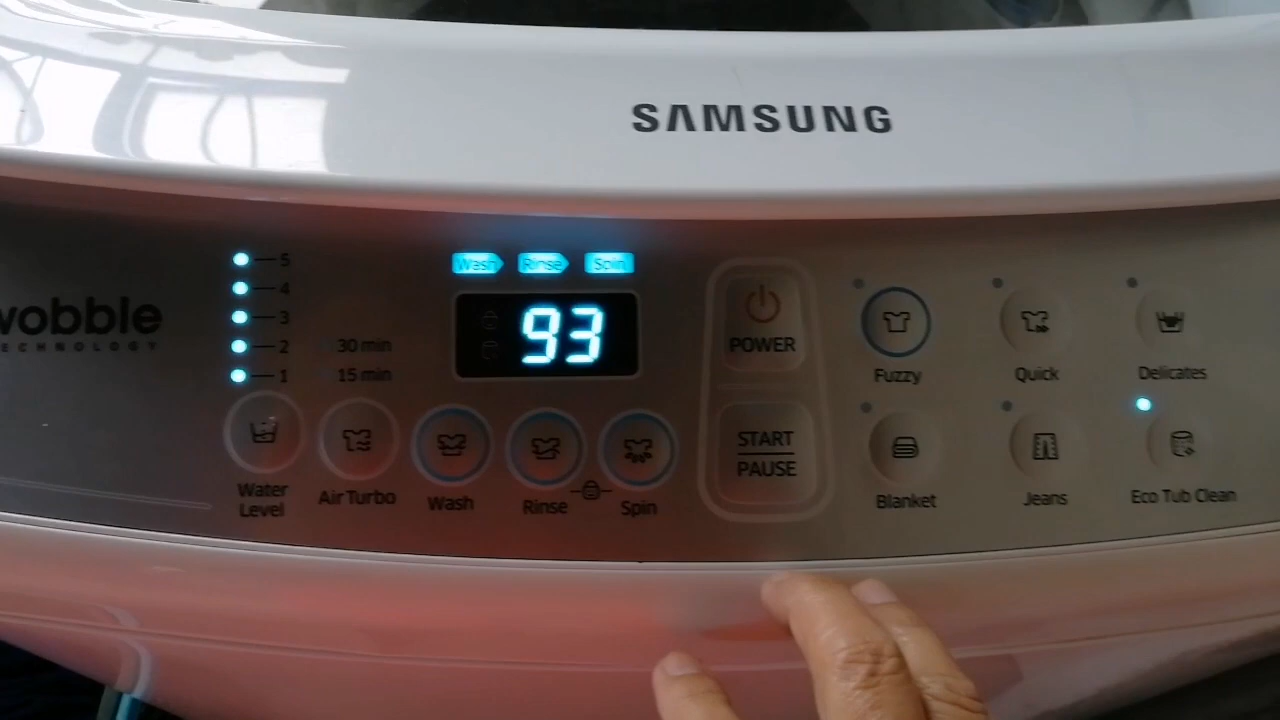 SAMSUNG
wobble
TECHNOLOGY
5
4
3
2
1
30 min
15 min
Wash Rinse Spin
93
Water
Level
Air Turbo
Wash
Rinse
Spin
POWER
START
PAUSE
Fuzzy
Quick
Delicates
Blanket
Jeans
Eco Tub Clean